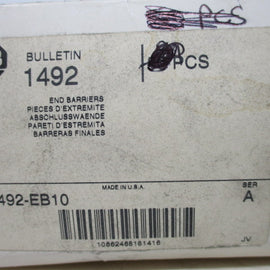 PCS
BULLETIN
1492
PCS
END BARRIERS
PIECES D'EXTREMITE
ABSCHLUSSWAENDE
PARETI D'ESTREMITA
BARRERAS FINALES
MADE IN U.S.A.
SER
492-EB10
A
10662468161416
JV